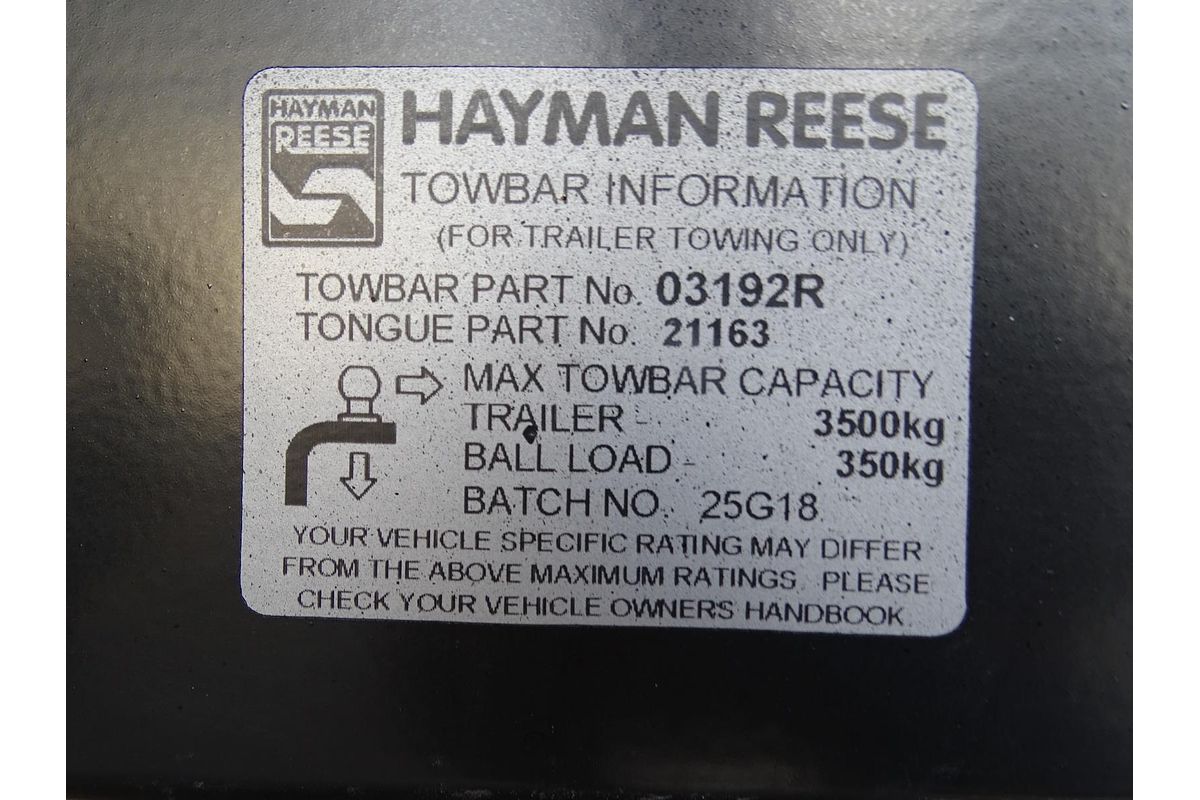 HAYMAN REESE
HAYMAN
REESE
TOWBAR INFORMATION
(FOR TRAILER TOWING ONLY)
TOWBAR PART No. 03192R
TONGUE PART No. 21163
MAX TOWBAR CAPACITY
TRAILER - 3500kg
BALL LOAD - 350kg
BATCH NO. 25G18
YOUR VEHICLE SPECIFIC RATING MAY DIFFER
FROM THE ABOVE MAXIMUM RATINGS. PLEASE
CHECK YOUR VEHICLE OWNERS HANDBOOK.